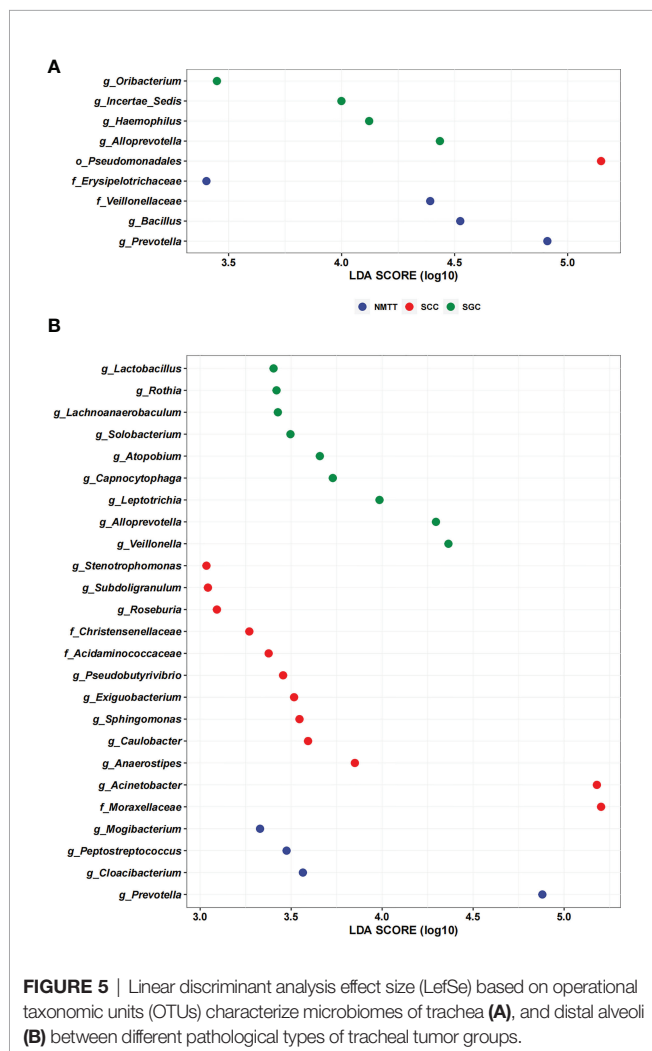 A
g_Oribacterium
g_Incertae_Sedis
g_Haemophilus
g_Alloprevotella
o_Pseudomonadales
f_Erysipelotrichaceae
f_Veillonellaceae
g_Bacillus
g_Prevotella
3.5 4.0 4.5 5.0
LDA SCORE (log10)
NMTT SCC SGC
B
g_Lactobacillus
g_Rothia
g_Lachnoanaerobaculum
g_Solobacterium
g_Atopobium
g_Capnocytophaga
g_Leptotrichia
g_Alloprevotella
g_Veillonella
g_Stenotrophomonas
g_Subdoligranulum
g_Roseburia
f_Christensenellaceae
f_Acidaminococcaceae
g_Pseudobutyrivibrio
g_Exiguobacterium
g_Sphingomonas
g_Caulobacter
g_Anaerostipes
g_Acinetobacter
f_Moraxellaceae
g_Mogibacterium
g_Peptostreptococcus
g_Cloacibacterium
g_Prevotella
3.0 3.5 4.0 4.5 5.0
LDA SCORE (log10)
FIGURE 5 | Linear discriminant analysis effect size (LefSe) based on operational
taxonomic units (OTUs) characterize microbiomes of trachea (A), and distal alveoli
(B) between different pathological types of tracheal tumor groups.